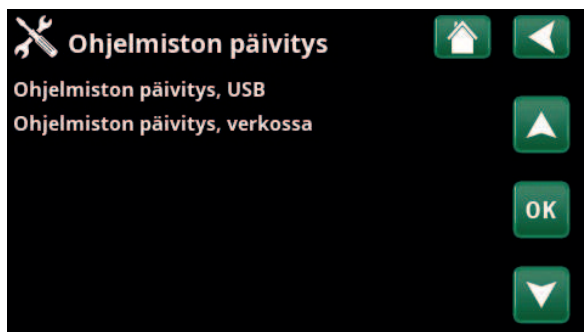 Ohjelmiston päivitys
Ohjelmiston päivitys, USB
Ohjelmiston päivitys, verkossa
OK